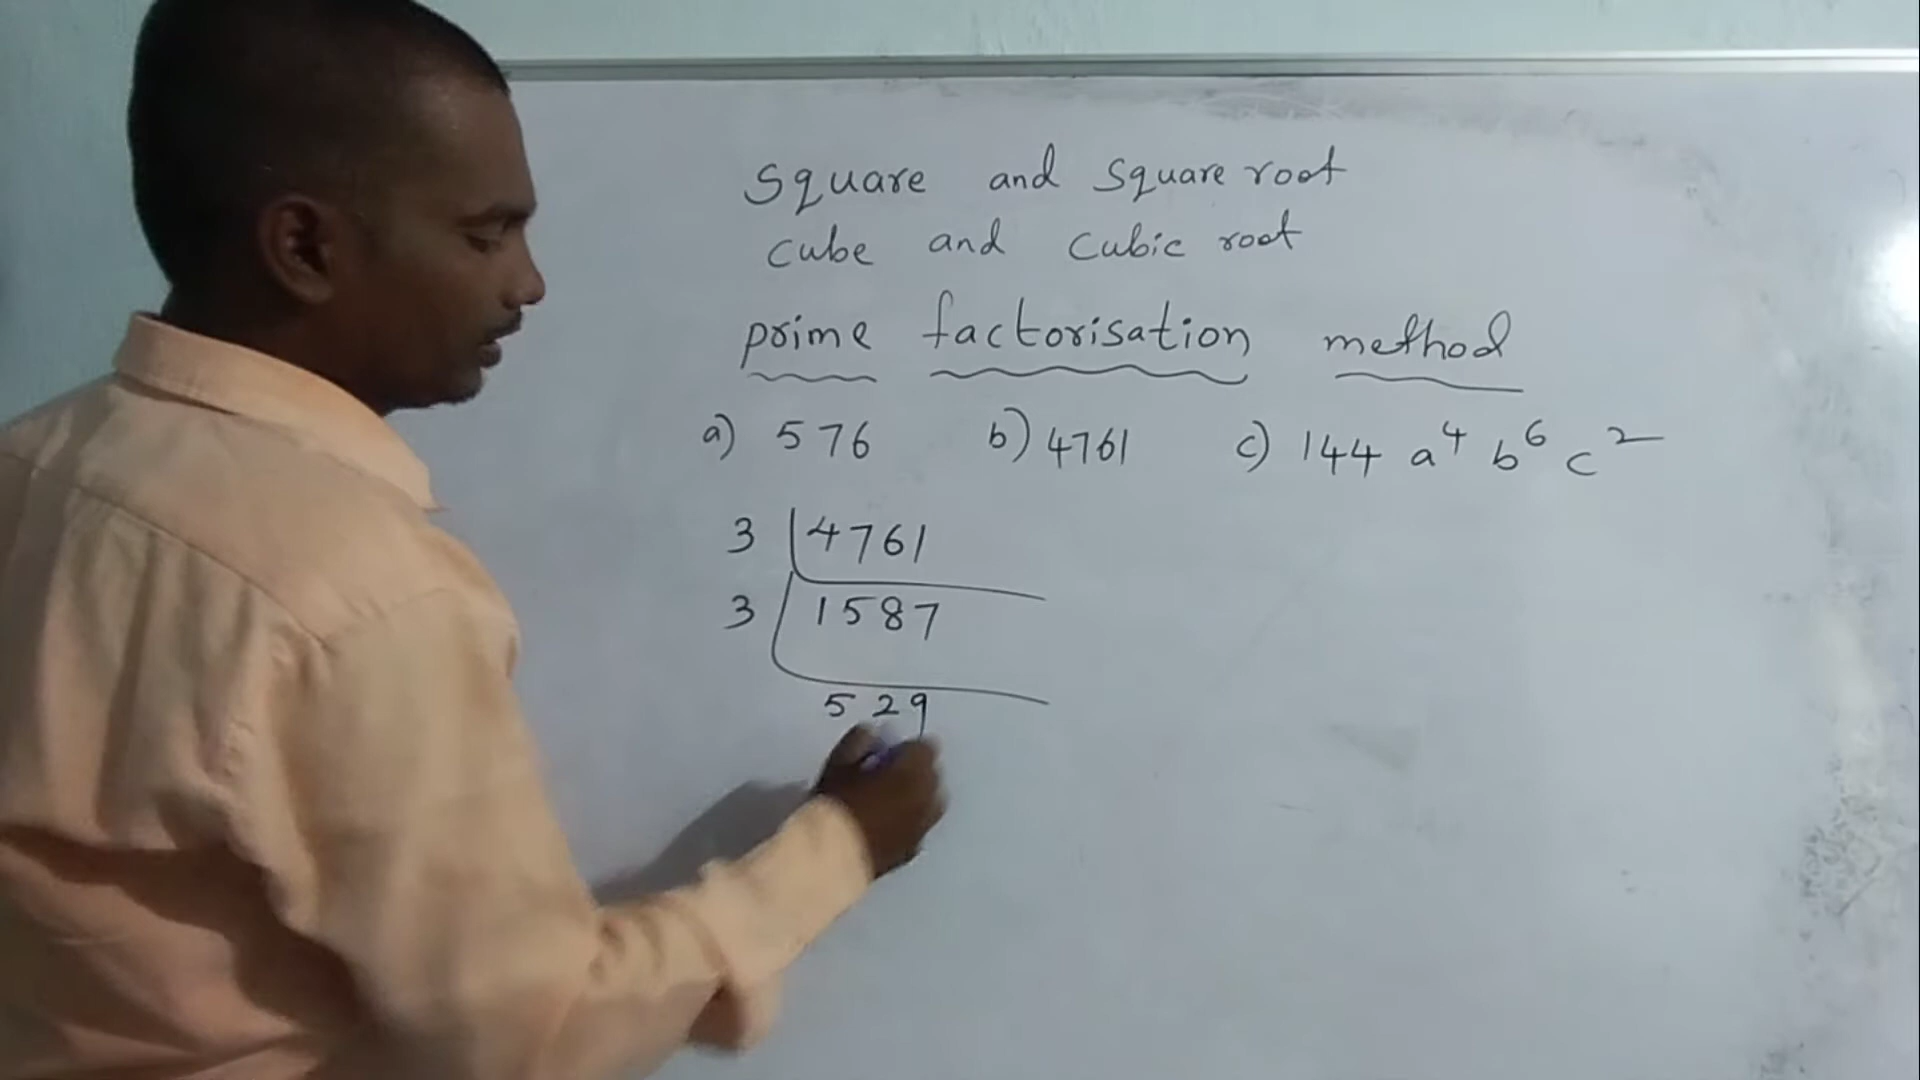 Square and Square root
cube and cubic root
prime factorisation method
a) 576 b) 4761 c) 144 a⁴ b⁶ c²
3 4761
3 1587
529